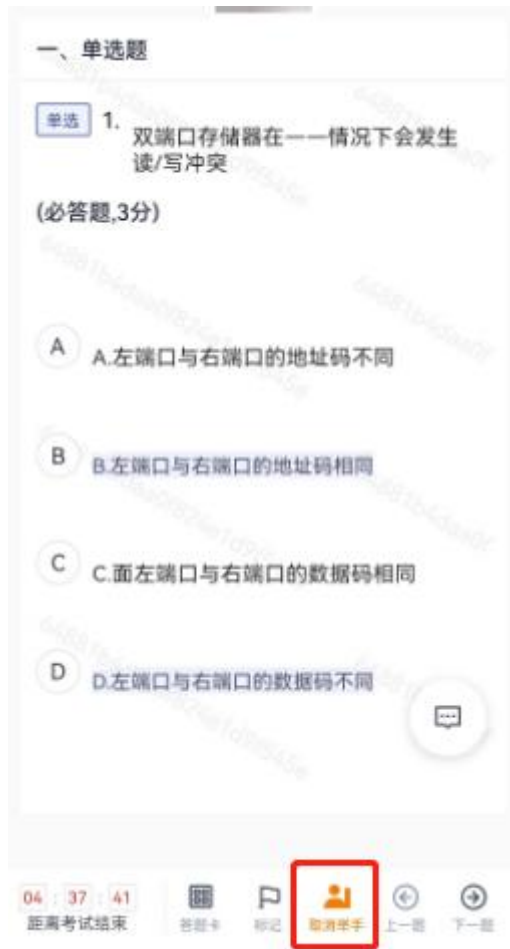 一、单选题
单选 1.
双端口存储器在一一情况下会发生
读/写冲突
(必答题,3分)
A
A.左端口与右端口的地址码不同
B
B.左端口与右端口的地址码相同
C
C.面左端口与右端口的数据码相同
D
D.左端口与右端口的数据码不同
04 : 37 : 41
距离考试结束
答题卡
标记
取消举手
上一题
下一题